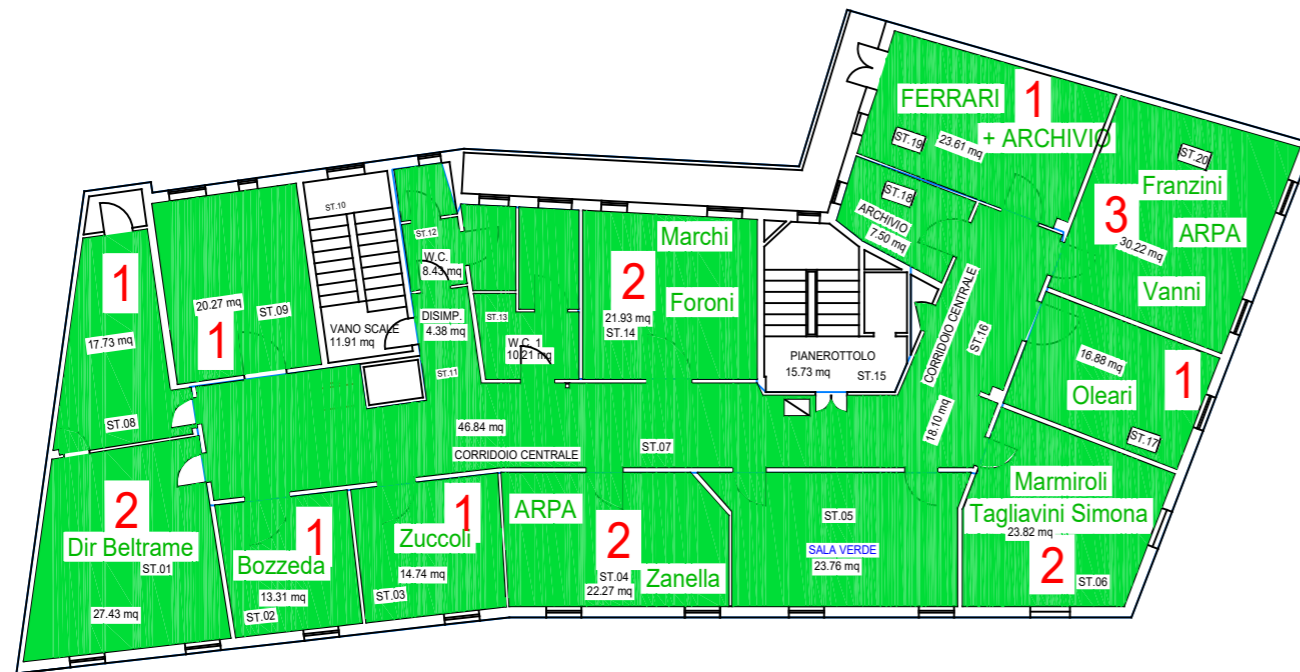 FERRARI
1
+ ARCHIVIO
ST.19
23.61 mq
ST.20
Franzini
3
ARPA
30.22 mq
Vanni
ST.18
ARCHIVIO
7.50 mq
ST.10
VANO SCALE
11.91 mq
ST.12
W.C.
8.43 mq
DISIMP.
4.38 mq
ST.11
ST.13
W.C. 1
10.21 mq
Marchi
2
Foroni
21.93 mq
ST.14
PIANEROTTOLO
15.73 mq
ST.15
CORRIDOIO CENTRALE
ST.16
18.10 mq
16.88 mq
1
Oleari
ST.17
1
17.73 mq
ST.08
20.27 mq
ST.09
1
46.84 mq
ST.07
CORRIDOIO CENTRALE
2
Dir Beltrame
ST.01
27.43 mq
1
Bozzeda
13.31 mq
ST.02
1
Zuccoli
14.74 mq
ST.03
ARPA
2
ST.04
Zanella
22.27 mq
ST.05
SALA VERDE
23.76 mq
Marmiroli
Tagliavini Simona
23.82 mq
2
ST.06